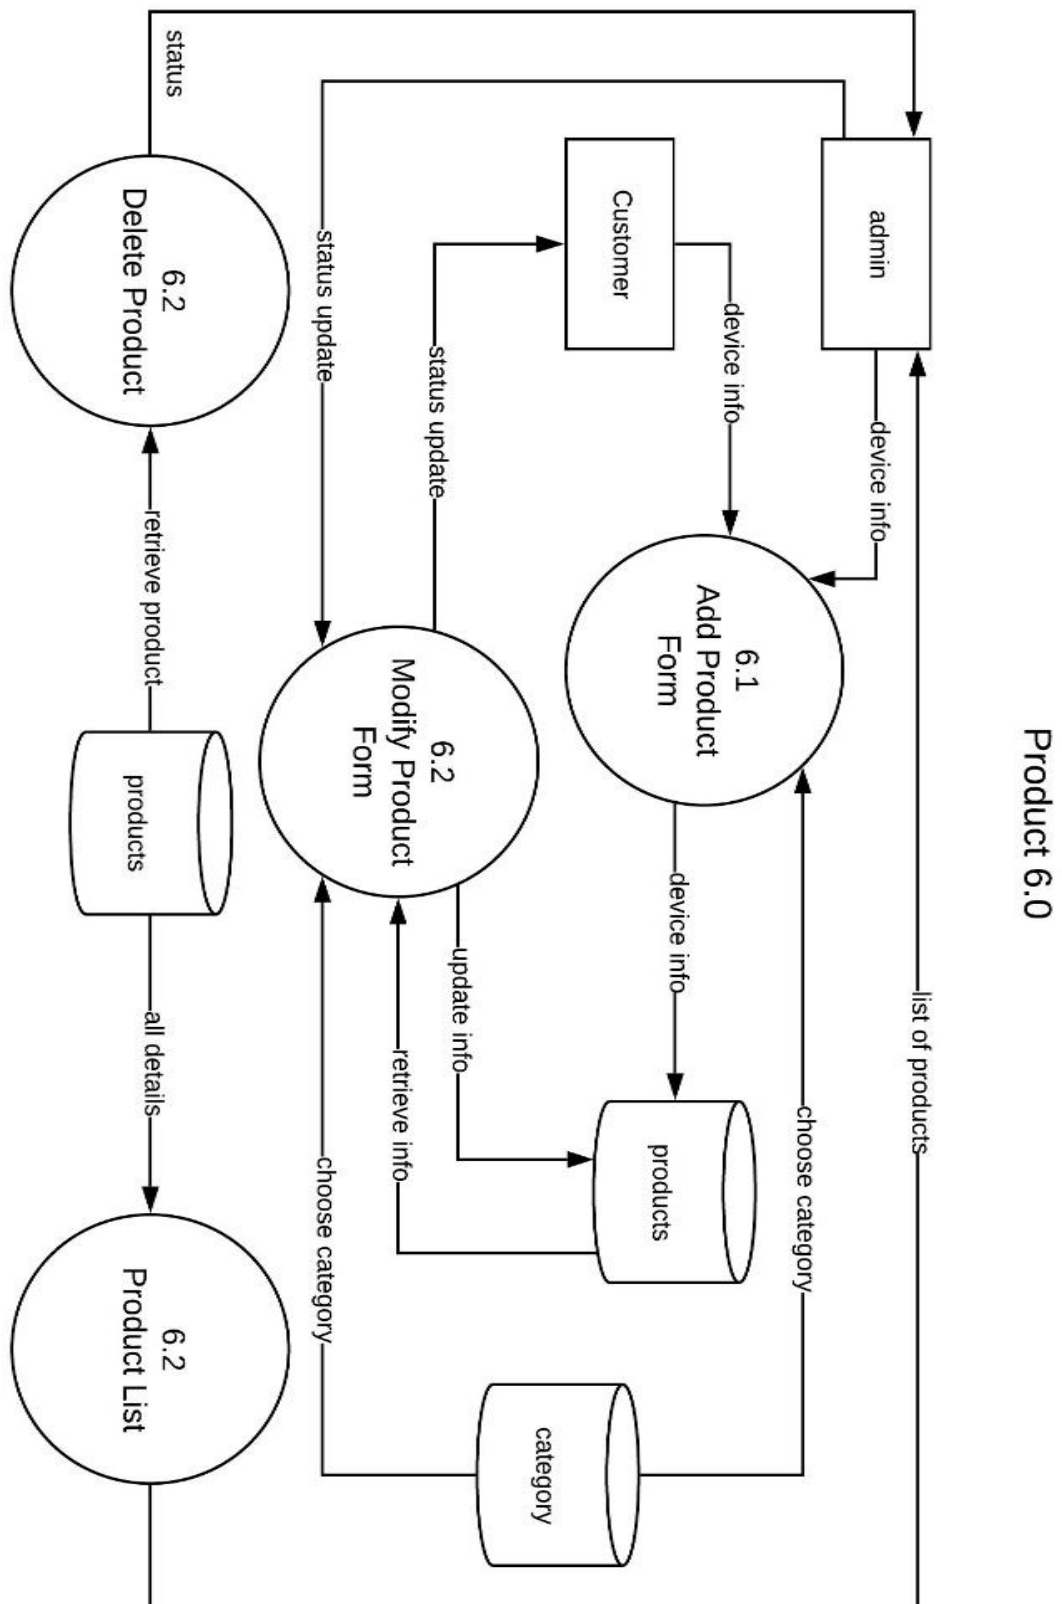 Product 6.0
admin
device info
list of products
Customer
device info
6.1
Add Product
Form
device info
products
choose category
category
status update
status update
6.2
Modify Product
Form
update info
retrieve info
choose category
status
6.2
Delete Product
retrieve product
products
all details
6.2
Product List